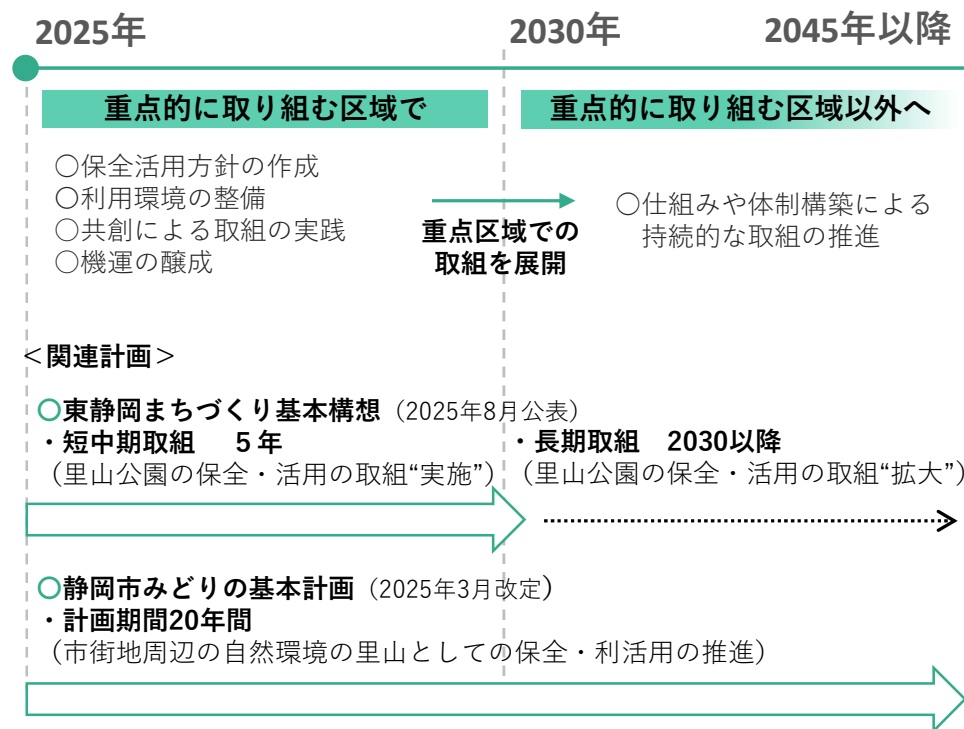 2025年
2030年
2045年以降
重点的に取り組む区域で
重点的に取り組む区域以外へ
○保全活用方針の作成
○利用環境の整備
○共創による取組の実践
○機運の醸成
重点区域での
取組を展開
○仕組みや体制構築による
持続的な取組の推進
＜関連計画＞
○東静岡まちづくり基本構想（2025年8月公表）
・短中期取組　５年
（里山公園の保全・活用の取組“実施”）
・長期取組　2030以降
（里山公園の保全・活用の取組“拡大”）
○静岡市みどりの基本計画（2025年3月改定）
・計画期間20年間
（市街地周辺の自然環境の里山としての保全・利活用の推進）